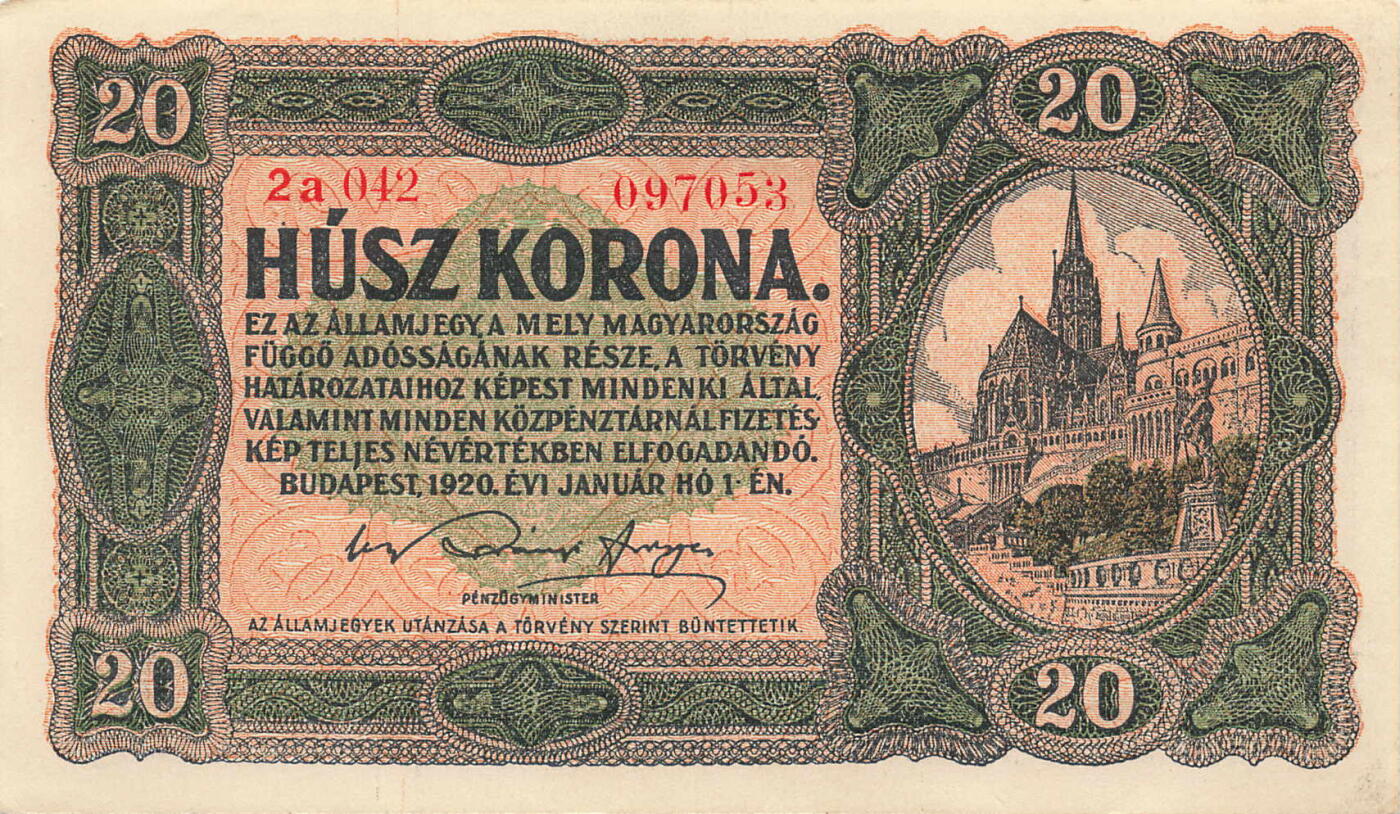 20
20
2a 042 097053
HÚSZ KORONA.
EZ AZ ÁLLAMJEGY, A MELY MAGYARORSZÁG
FÜGGŐ ADÓSSÁGÁNAK RÉSZE, A TÖRVÉNY
HATÁROZATAIHOZ KÉPEST MINDENKI ÁLTAL,
VALAMINT MINDEN KÖZPÉNZTÁRNÁL FIZETÉS-
KÉP TELJES NÉVÉRTÉKBEN ELFOGADANDÓ.
BUDAPEST, 1920. ÉVI JANUÁR HÓ 1-ÉN.
PÉNZÜGYMINISTER
AZ ÁLLAMJEGYEK UTÁNZÁSA A TÖRVÉNY SZERINT BÜNTETTETIK.
20
20